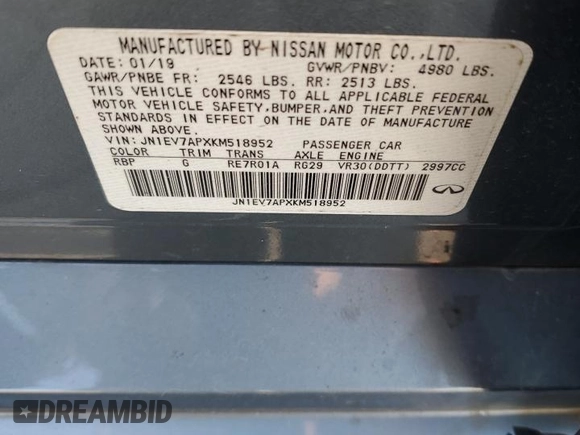 MANUFACTURED BY NISSAN MOTOR CO.,LTD.
DATE: 01/19 GVWR/PNBV: 4980 LBS.
GAWR/PNBE FR: 2546 LBS. RR: 2513 LBS.
THIS VEHICLE CONFORMS TO ALL APPLICABLE FEDERAL
MOTOR VEHICLE SAFETY,BUMPER,AND THEFT PREVENTION
STANDARDS IN EFFECT ON THE DATE OF MANUFACTURE
SHOWN ABOVE.
VIN: JN1EV7APXKM518952 PASSENGER CAR
COLOR TRIM TRANS AXLE ENGINE
RBP G RE7R01A RG29 VR30(DDTT) 2997CC
JN1EV7APXKM518952
DREAMBID